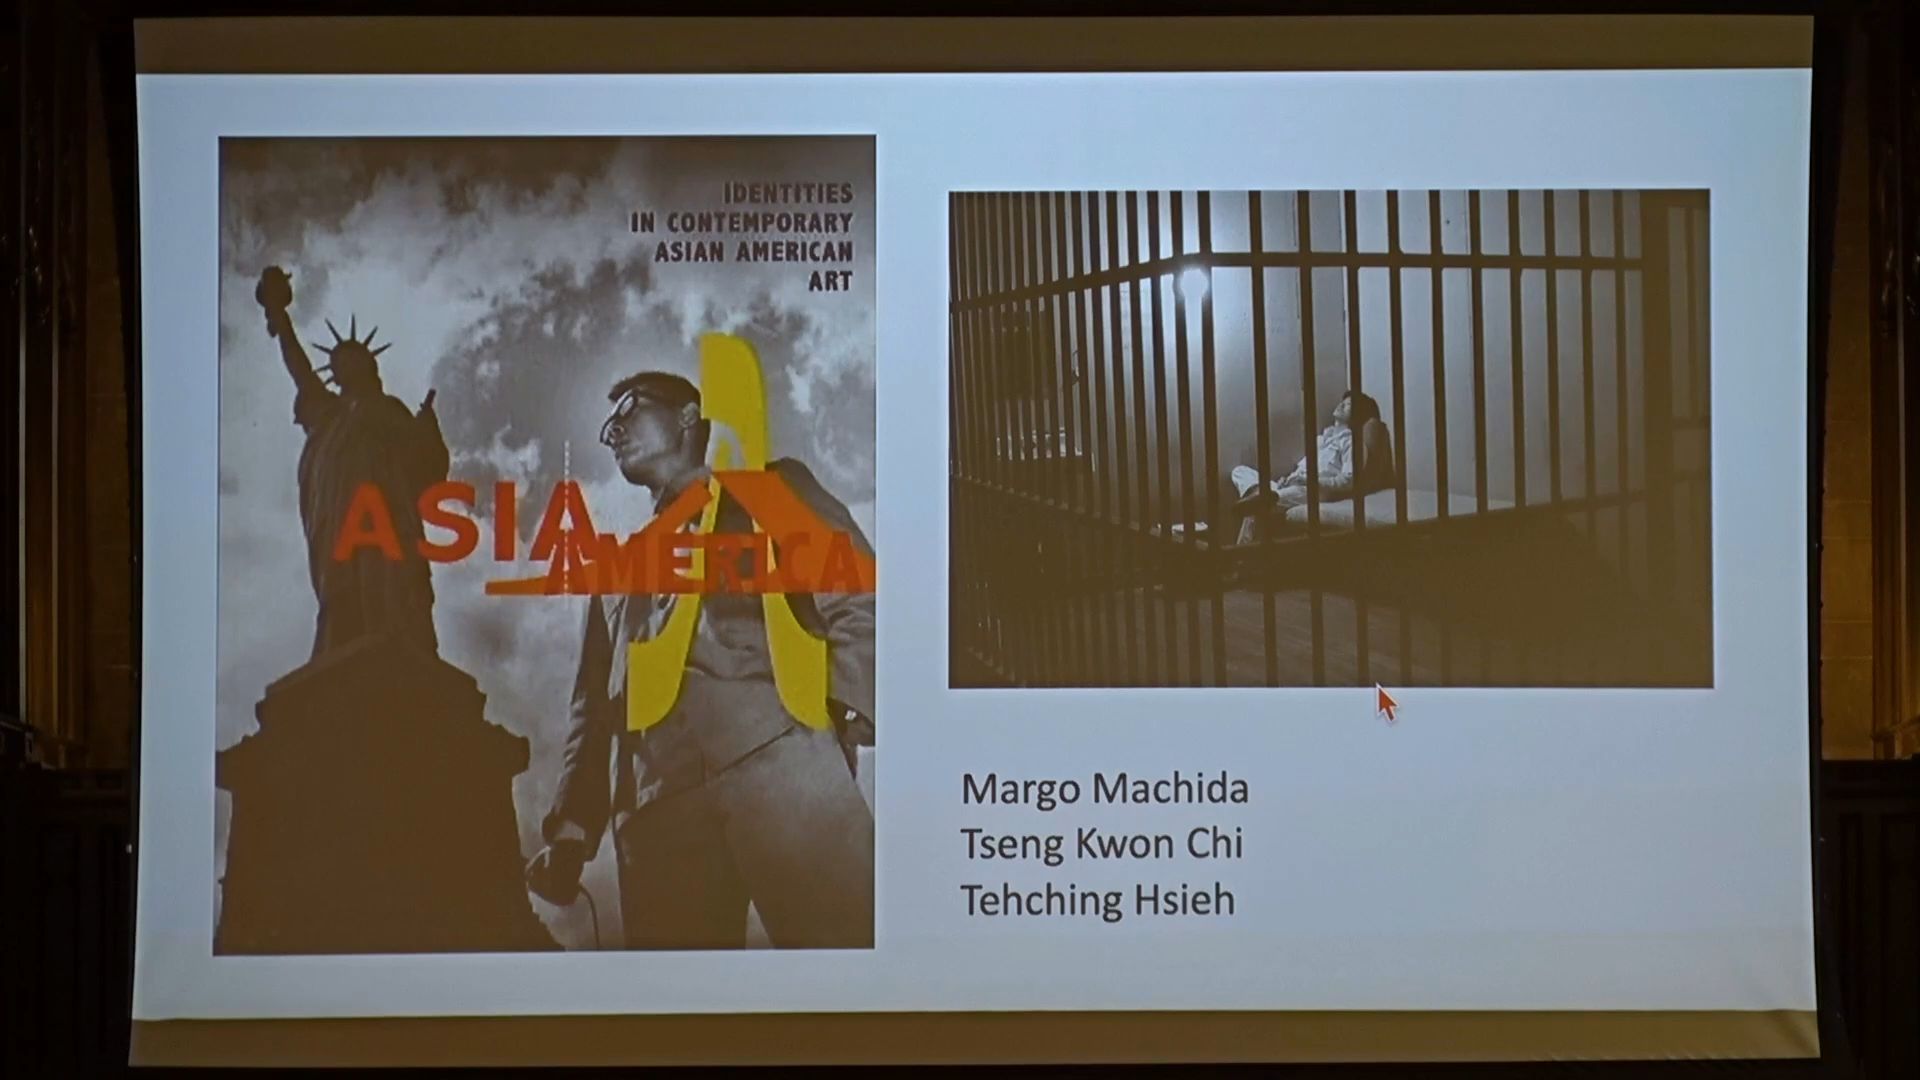 IDENTITIES
IN CONTEMPORARY
ASIAN AMERICAN
ART
ASIA
AMERICA
Margo Machida
Tseng Kwon Chi
Tehching Hsieh